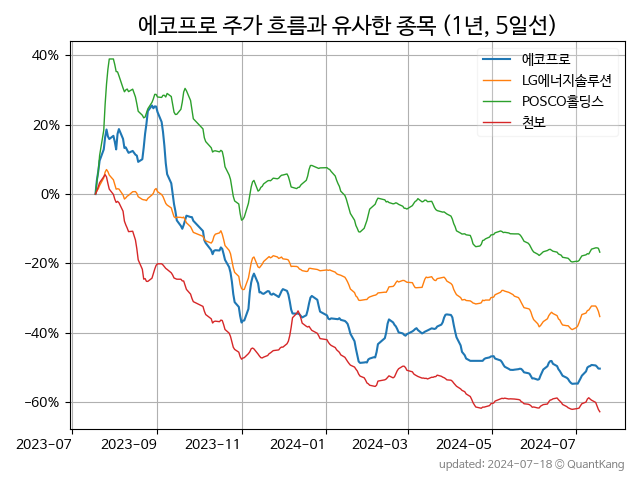 에코프로 주가 흐름과 유사한 종목 (1년, 5일선)
에코프로
LG에너지솔루션
POSCO홀딩스
천보
40%
20%
0%
−20%
−40%
−60%
2023-07
2023-09
2023-11
2024-01
2024-03
2024-05
2024-07
updated: 2024-07-18 © QuantKang